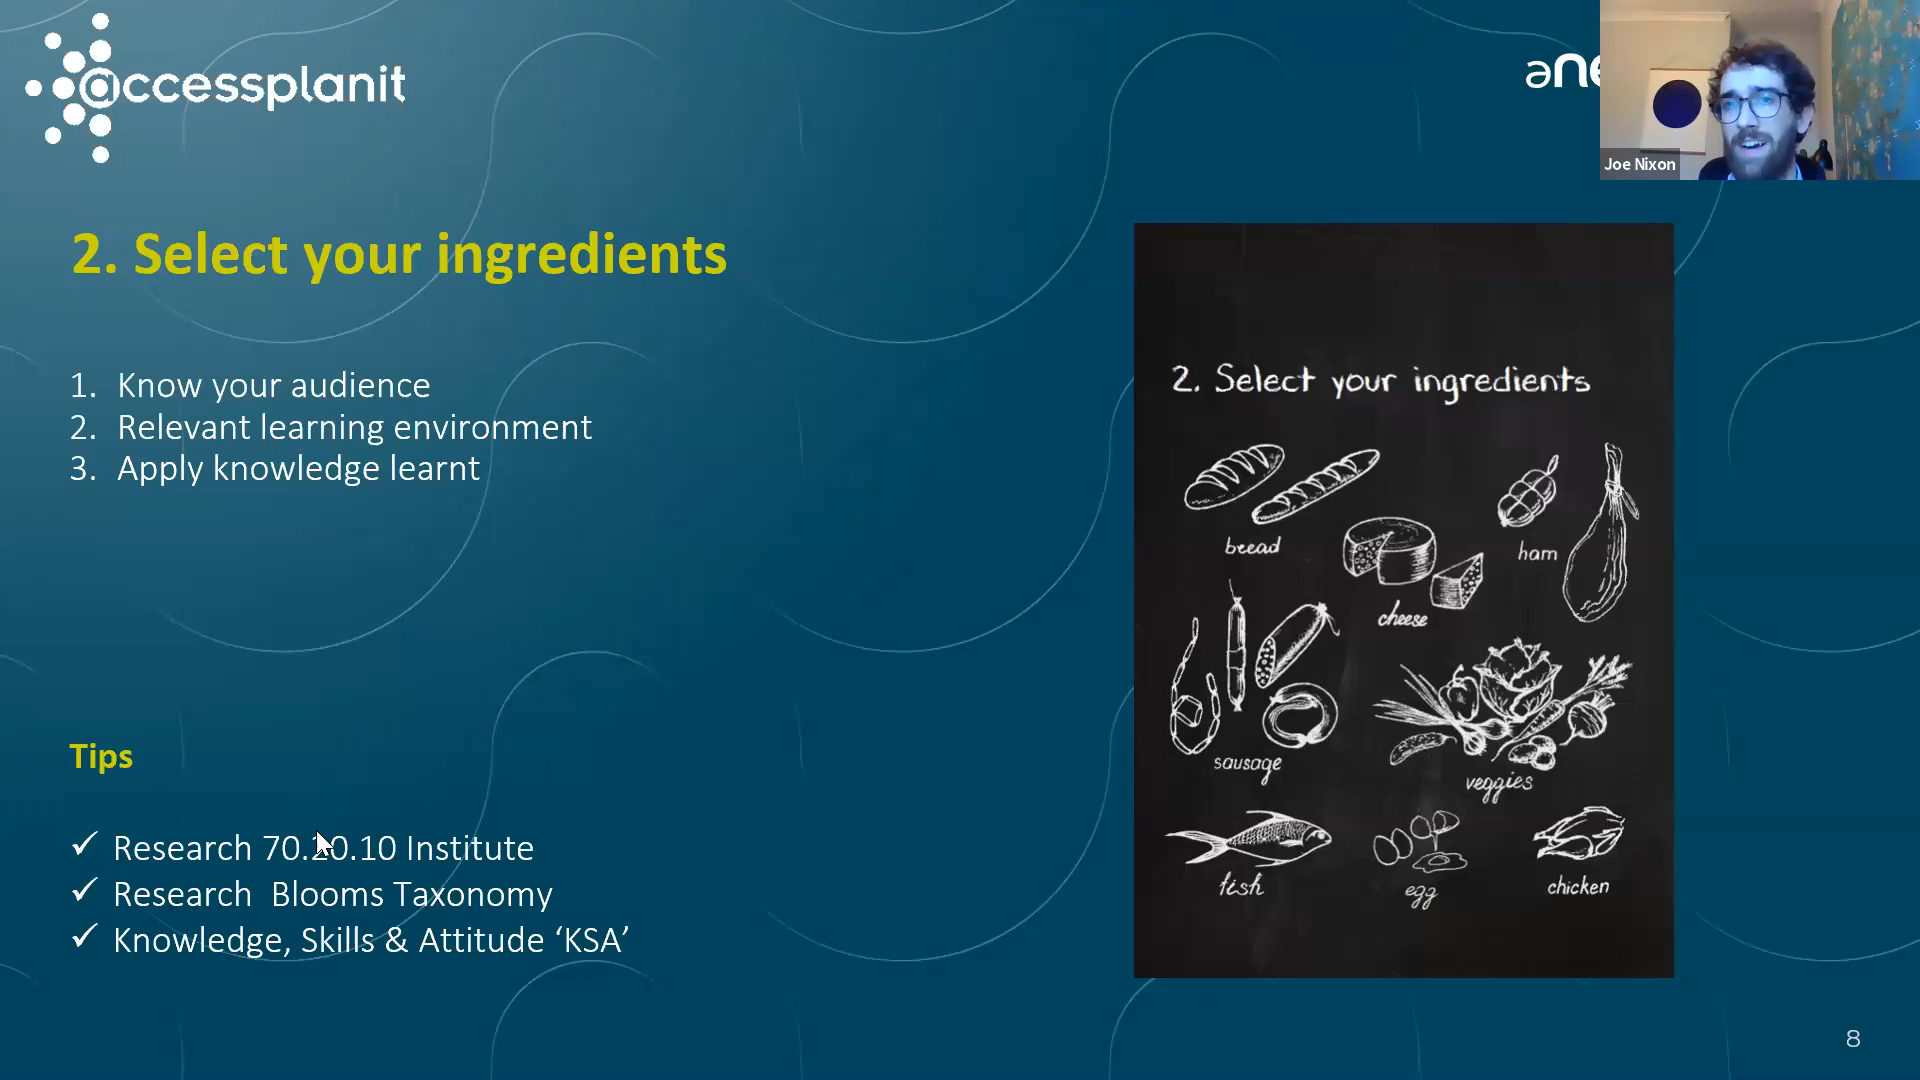 accessplanit
Joe Nixon
2. Select your ingredients
1. Know your audience
2. Relevant learning environment
3. Apply knowledge learnt
Tips
✓ Research 70.20.10 Institute
✓ Research  Blooms Taxonomy
✓ Knowledge, Skills & Attitude ‘KSA’
2. Select your ingredients
bread
ham
cheese
sausage
veggies
fish
egg
chicken
8